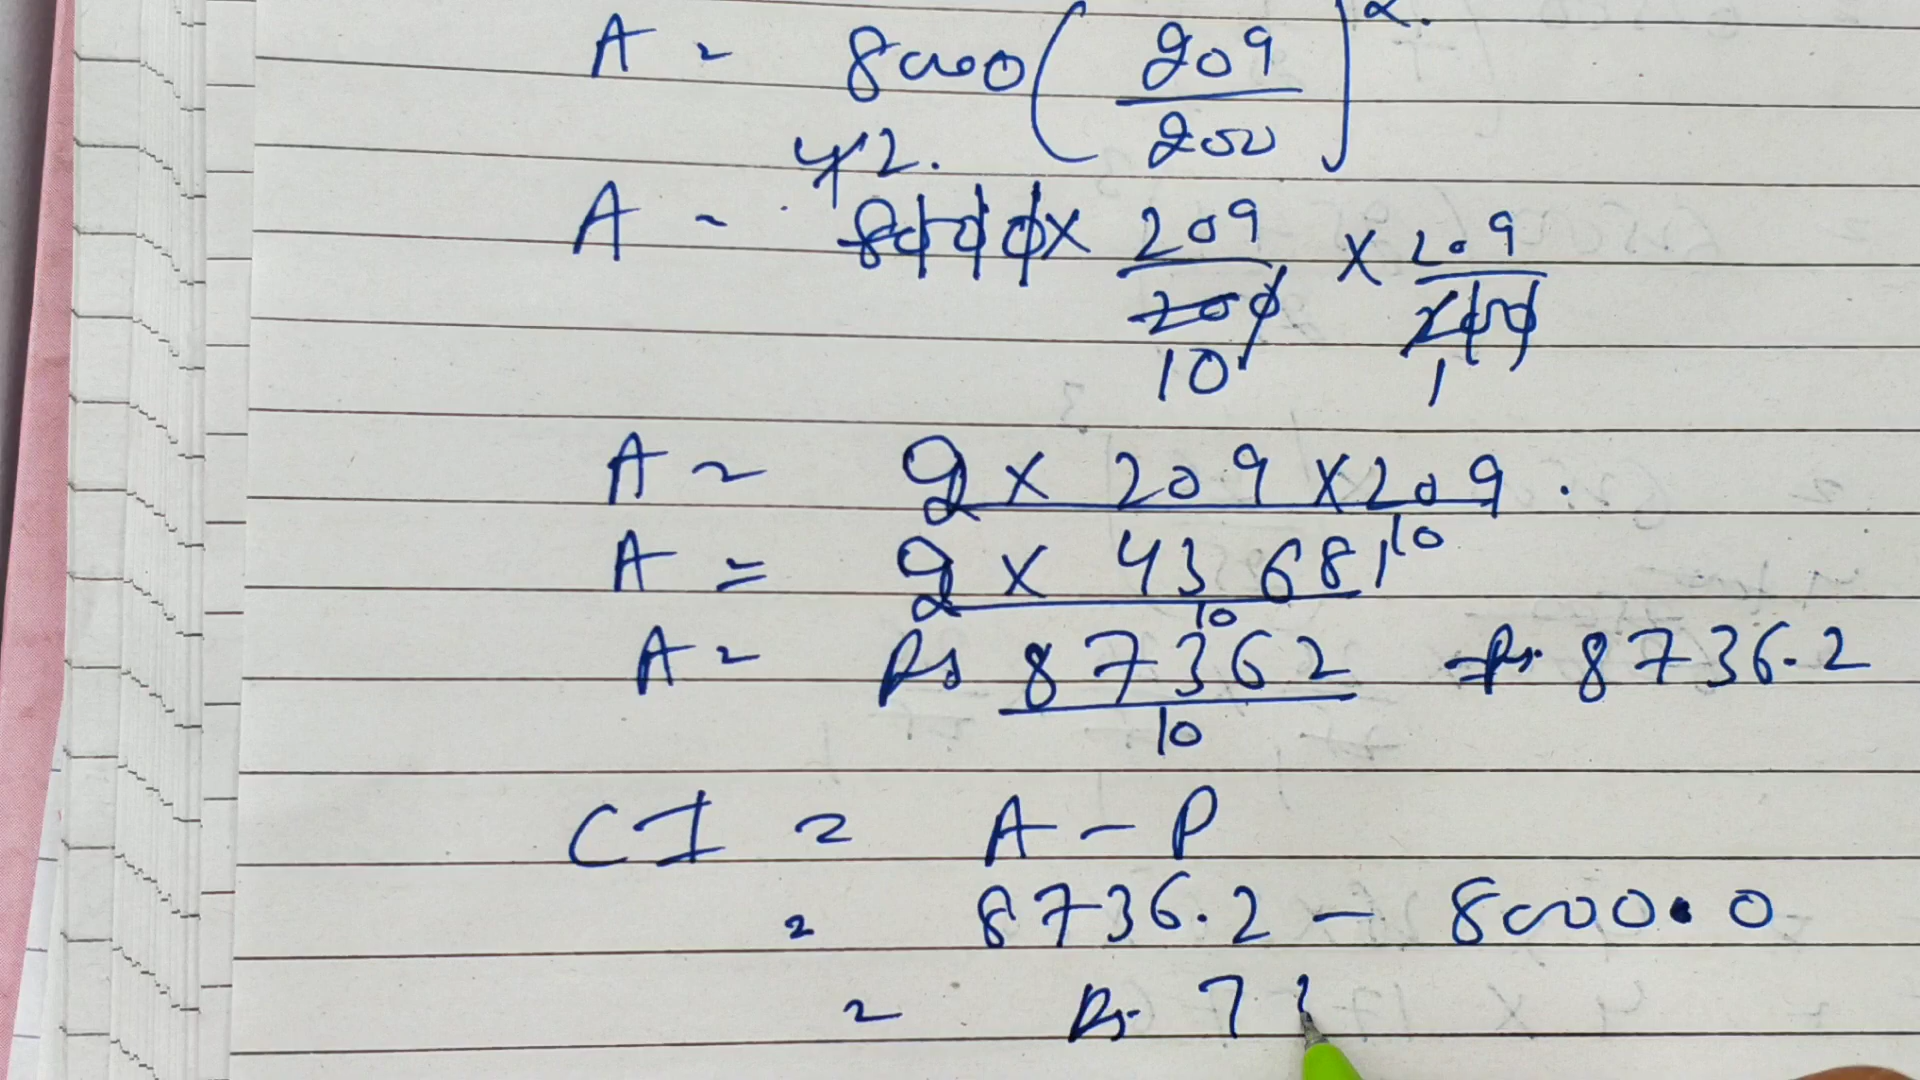 A = 8000 ( 209 / 200 )^2.
42.
A = 8000 × 209 / 200 × 209 / 200
10 1
A = 2 × 209 × 209 / 10 .
A = 2 × 43681 / 10
A = Rs 87362 / 10 = Rs. 8736.2
CI = A - P
= 8736.2 - 8000.0
= Rs. 7